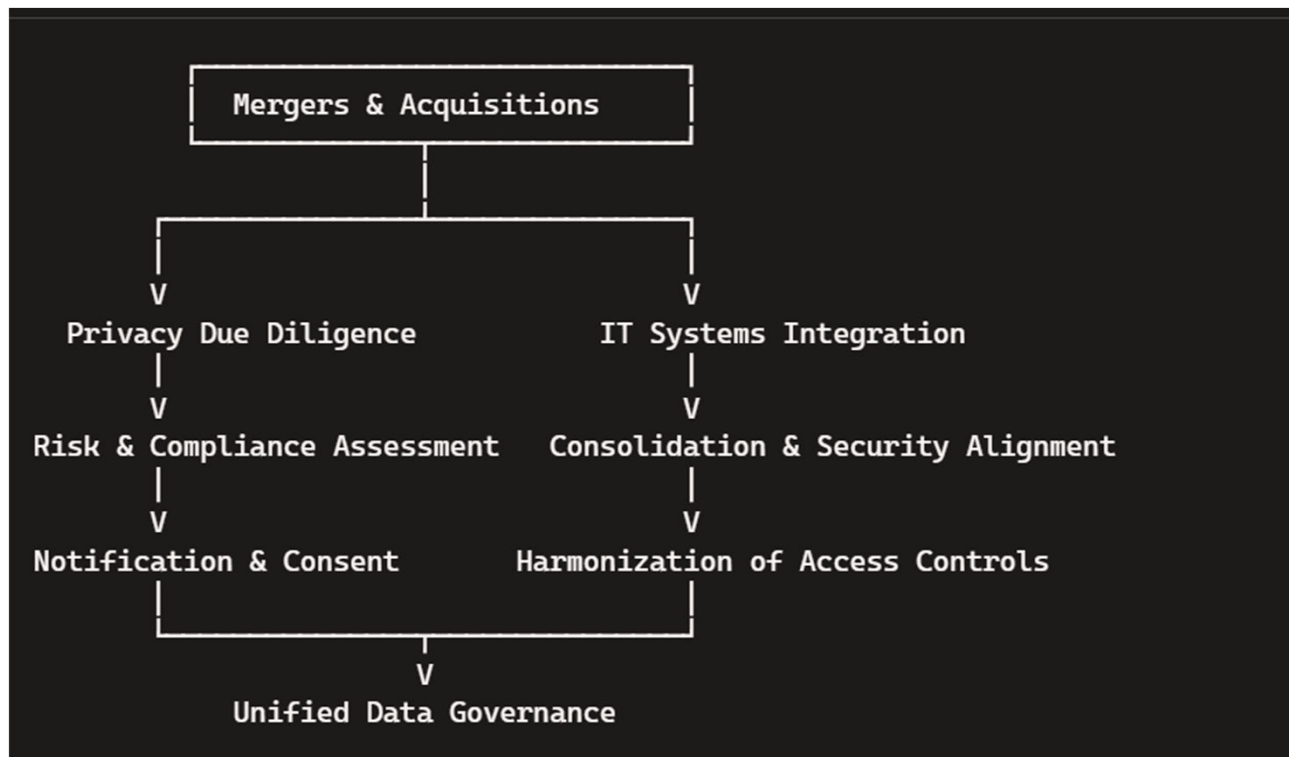 Mergers & Acquisitions
V V
Privacy Due Diligence IT Systems Integration
V V
Risk & Compliance Assessment Consolidation & Security Alignment
V V
Notification & Consent Harmonization of Access Controls
V
Unified Data Governance